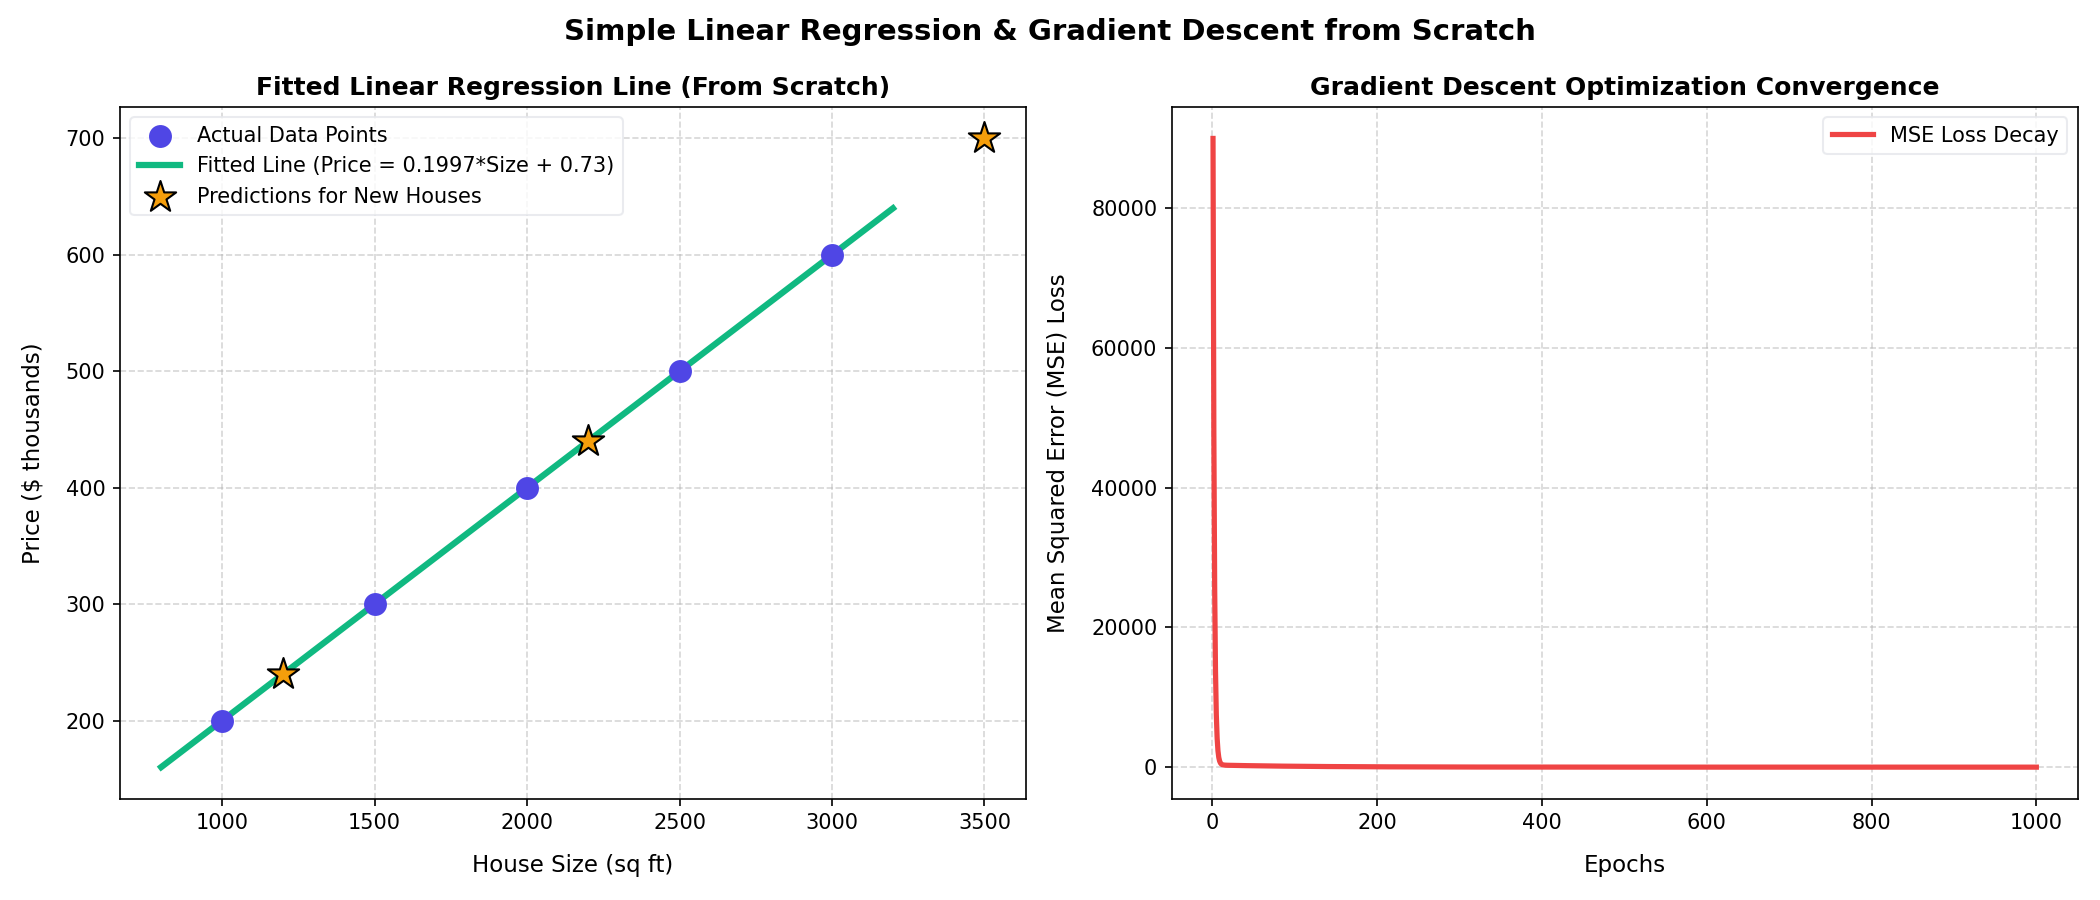 Simple Linear Regression & Gradient Descent from Scratch
Fitted Linear Regression Line (From Scratch)
Actual Data Points
Fitted Line (Price = 0.1997*Size + 0.73)
Predictions for New Houses
700
600
500
400
300
200
Price ($ thousands)
1000 1500 2000 2500 3000 3500
House Size (sq ft)
Gradient Descent Optimization Convergence
MSE Loss Decay
80000
60000
40000
20000
0
Mean Squared Error (MSE) Loss
0 200 400 600 800 1000
Epochs